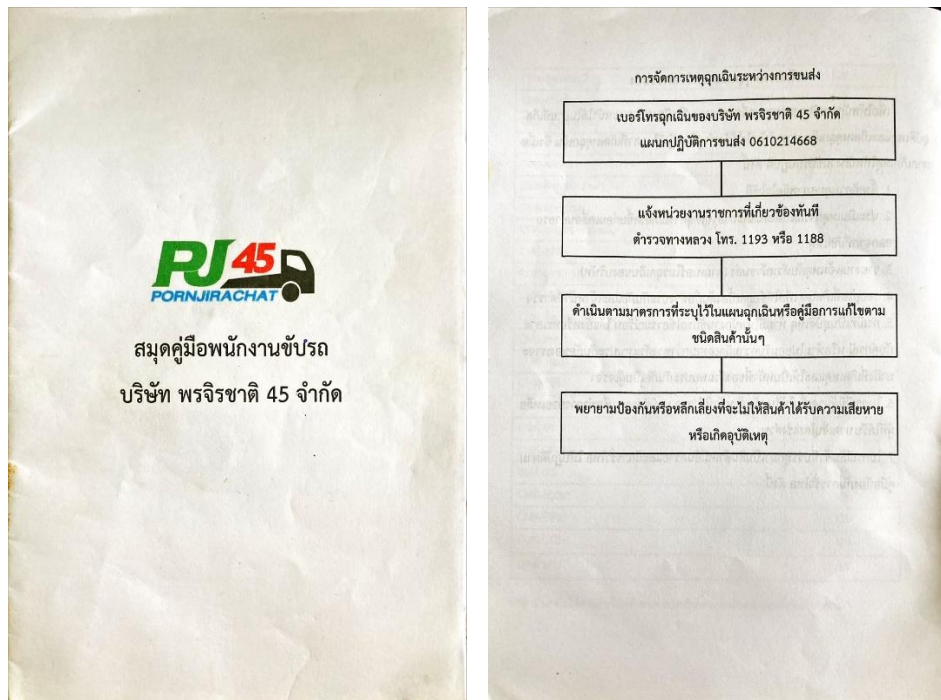 PJ 45
PORNJIRACHAT
สมุดคู่มือพนักงานขับรถ
บริษัท พรจิรชาติ 45 จำกัด
การจัดการเหตุฉุกเฉินระหว่างการขนส่ง
เบอร์โทรฉุกเฉินของบริษัท พรจิรชาติ 45 จำกัด
แผนกปฏิบัติการขนส่ง 0610214668
แจ้งหน่วยงานราชการที่เกี่ยวข้องทันที
ตำรวจทางหลวง โทร. 1193 หรือ 1188
ดำเนินตามมาตรการที่ระบุไว้ในแผนฉุกเฉินหรือคู่มือการแก้ไขตาม
ชนิดสินค้านั้นๆ
พยายามป้องกันหรือหลีกเลี่ยงที่จะไม่ให้สินค้าได้รับความเสียหาย
หรือเกิดอุบัติเหตุ